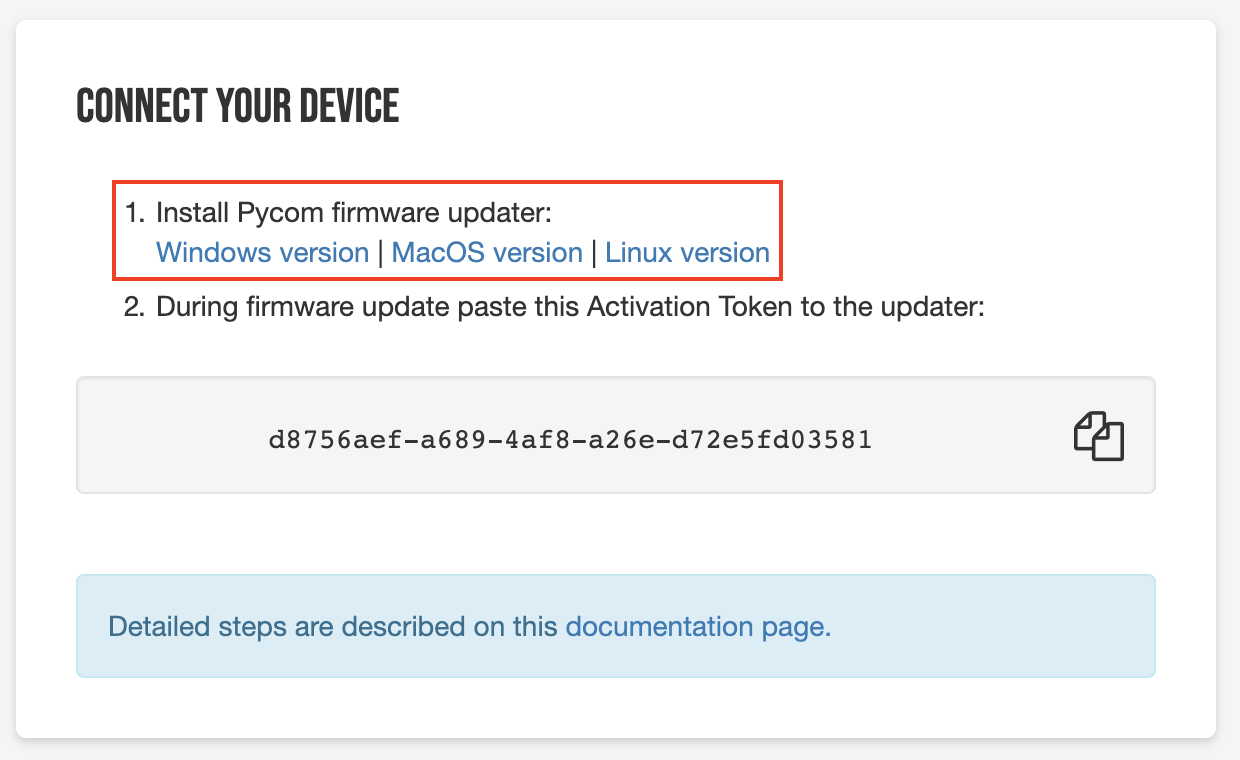 CONNECT YOUR DEVICE
1. Install Pycom firmware updater:
Windows version | MacOS version | Linux version
2. During firmware update paste this Activation Token to the updater:
d8756aef-a689-4af8-a26e-d72e5fd03581
Detailed steps are described on this documentation page.